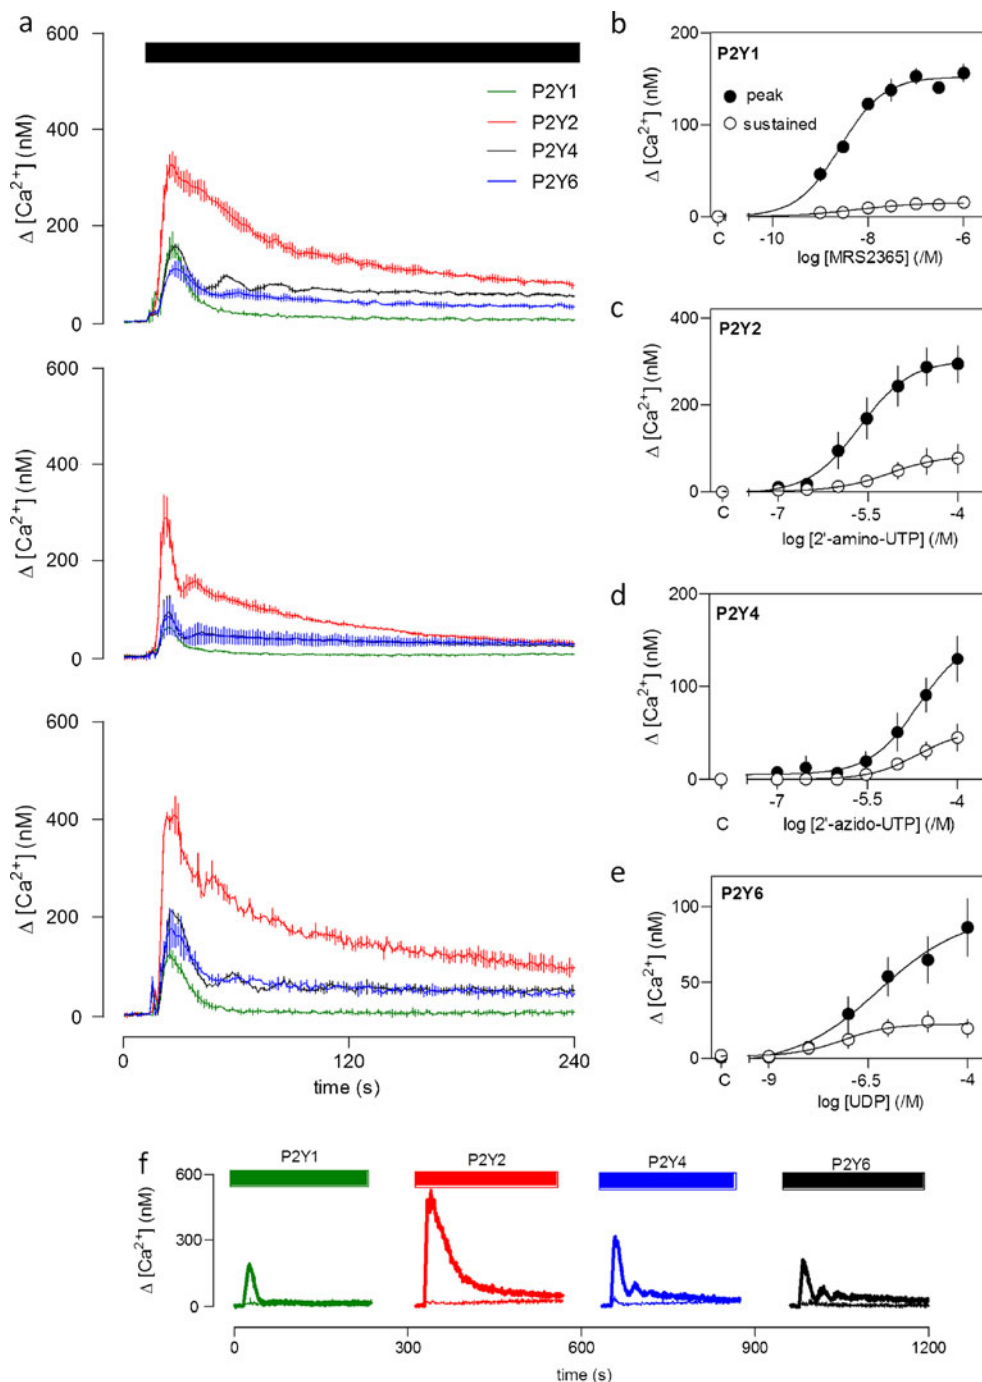 a
600
400
200
0
Δ [Ca²⁺] (nM)
P2Y1
P2Y2
P2Y4
P2Y6
600
400
200
0
Δ [Ca²⁺] (nM)
600
400
200
0
Δ [Ca²⁺] (nM)
0 120 240
time (s)
b
P2Y1
peak
sustained
200
100
0
Δ [Ca²⁺] (nM)
C -10 -8 -6
log [MRS2365] (/M)
c
P2Y2
400
200
0
Δ [Ca²⁺] (nM)
C -7 -5.5 -4
log [2'-amino-UTP] (/M)
d
P2Y4
200
100
0
Δ [Ca²⁺] (nM)
-7 -5.5 -4
C log [2'-azido-UTP] (/M)
e
P2Y6
100
50
0
Δ [Ca²⁺] (nM)
C -9 -6.5 -4
log [UDP] (/M)
f
P2Y1 P2Y2 P2Y4 P2Y6
600
300
0
Δ [Ca²⁺] (nM)
0 300 600 900 1200
time (s)